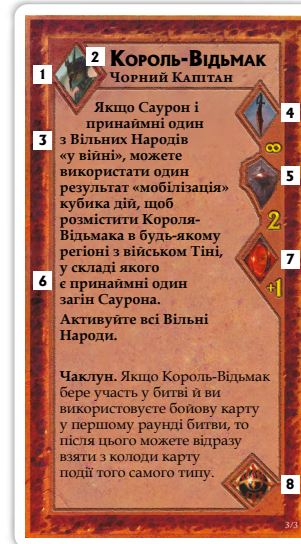 1
2
Король-Відьмак
Чорний Капітан
Якщо Саурон і
принаймні один
з Вільних Народів
«у війні», можете
використати один
результат «мобілізація»
кубика дій, щоб
розмістити Короля-
Відьмака в будь-якому
регіоні з військом Тіні,
у складі якого
є принаймні один
загін Саурона.
Активуйте всі Вільні
Народи.
Чаклун. Якщо Король-Відьмак
бере участь у битві й ви
використовуєте бойову карту
у першому раунді битви, то
після цього можете відразу
взяти з колоди карту
події того самого типу.
3
6
4
∞
5
2
7
+1
8
3/3